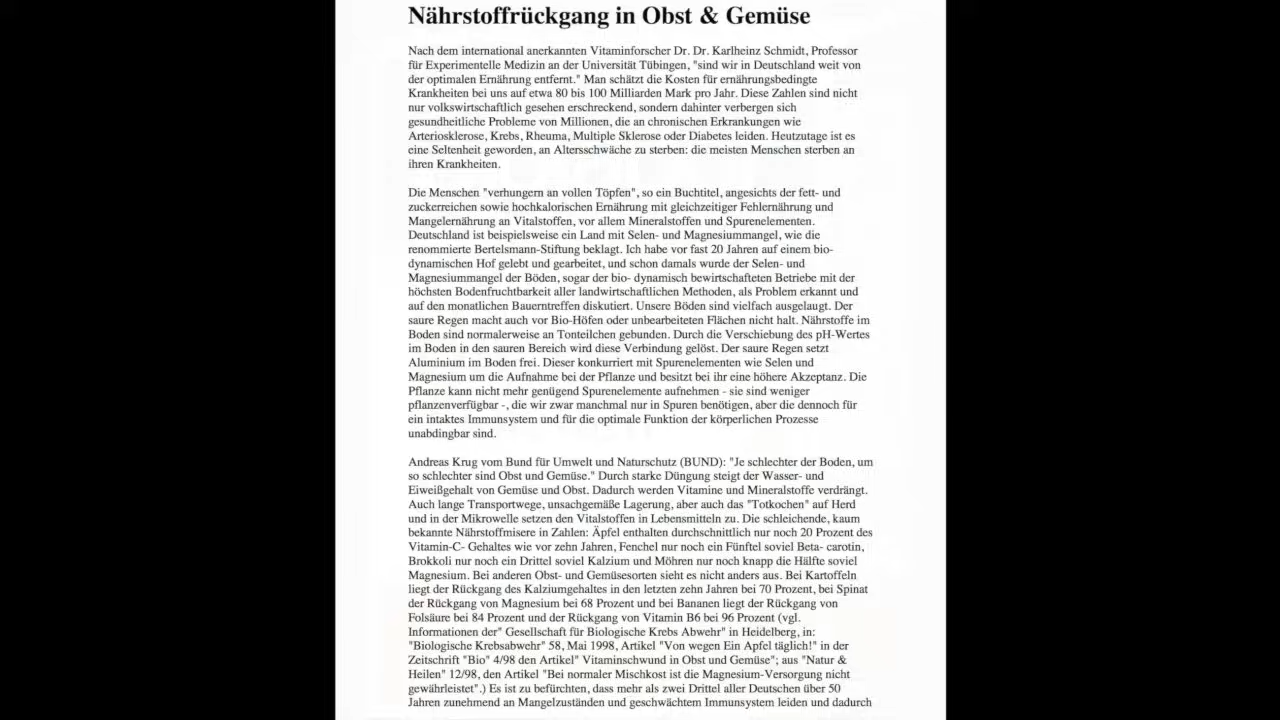 Nährstoffrückgang in Obst & Gemüse
Nach dem international anerkannten Vitaminforscher Dr. Dr. Karlheinz Schmidt, Professor
für Experimentelle Medizin an der Universität Tübingen, "sind wir in Deutschland weit von
der optimalen Ernährung entfernt." Man schätzt die Kosten für ernährungsbedingte
Krankheiten bei uns auf etwa 80 bis 100 Milliarden Mark pro Jahr. Diese Zahlen sind nicht
nur volkswirtschaftlich gesehen erschreckend, sondern dahinter verbergen sich
gesundheitliche Probleme von Millionen, die an chronischen Erkrankungen wie
Arteriosklerose, Krebs, Rheuma, Multiple Sklerose oder Diabetes leiden. Heutzutage ist es
eine Seltenheit geworden, an Altersschwäche zu sterben: die meisten Menschen sterben an
ihren Krankheiten.
Die Menschen "verhungern an vollen Töpfen", so ein Buchtitel, angesichts der fett- und
zuckerreichen sowie hochkalorischen Ernährung mit gleichzeitiger Fehlernährung und
Mangelernährung an Vitalstoffen, vor allem Mineralstoffen und Spurenelementen.
Deutschland ist beispielsweise ein Land mit Selen- und Magnesiummangel, wie die
renommierte Bertelsmann-Stiftung beklagt. Ich habe vor fast 20 Jahren auf einem bio-
dynamischen Hof gelebt und gearbeitet, und schon damals wurde der Selen- und
Magnesiummangel der Böden, sogar der bio- dynamisch bewirtschafteten Betriebe mit der
höchsten Bodenfruchtbarkeit aller landwirtschaftlichen Methoden, als Problem erkannt und
auf den monatlichen Bauerntreffen diskutiert. Unsere Böden sind vielfach ausgelaugt. Der
saure Regen macht auch vor Bio-Höfen oder unbearbeiteten Flächen nicht halt. Nährstoffe im
Boden sind normalerweise an Tonteilchen gebunden. Durch die Verschiebung des pH-Wertes
im Boden in den sauren Bereich wird diese Verbindung gelöst. Der saure Regen setzt
Aluminium im Boden frei. Dieser konkurriert mit Spurenelementen wie Selen und
Magnesium um die Aufnahme bei der Pflanze und besitzt bei ihr eine höhere Akzeptanz. Die
Pflanze kann nicht mehr genügend Spurenelemente aufnehmen - sie sind weniger
pflanzenverfügbar -, die wir zwar manchmal nur in Spuren benötigen, aber die dennoch für
ein intaktes Immunsystem und für die optimale Funktion der körperlichen Prozesse
unabdingbar sind.
Andreas Krug vom Bund für Umwelt und Naturschutz (BUND): "Je schlechter der Boden, um
so schlechter sind Obst und Gemüse." Durch starke Düngung steigt der Wasser- und
Eiweißgehalt von Gemüse und Obst. Dadurch werden Vitamine und Mineralstoffe verdrängt.
Auch lange Transportwege, unsachgemäße Lagerung, aber auch das "Totkochen" auf Herd
und in der Mikrowelle setzen den Vitalstoffen in Lebensmitteln zu. Die schleichende, kaum
bekannte Nährstoffmisere in Zahlen: Äpfel enthalten durchschnittlich nur noch 20 Prozent des
Vitamin-C- Gehaltes wie vor zehn Jahren, Fenchel nur noch ein Fünftel soviel Beta- carotin,
Brokkoli nur noch ein Drittel soviel Kalzium und Möhren nur noch knapp die Hälfte soviel
Magnesium. Bei anderen Obst- und Gemüsesorten sieht es nicht anders aus. Bei Kartoffeln
liegt der Rückgang des Kalziumgehaltes in den letzten zehn Jahren bei 70 Prozent, bei Spinat
der Rückgang von Magnesium bei 68 Prozent und bei Bananen liegt der Rückgang von
Folsäure bei 84 Prozent und der Rückgang von Vitamin B6 bei 96 Prozent (vgl.
Informationen der" Gesellschaft für Biologische Krebs Abwehr" in Heidelberg, in:
"Biologische Krebsabwehr" 58, Mai 1998, Artikel "Von wegen Ein Apfel täglich!" in der
Zeitschrift "Bio" 4/98 den Artikel" Vitaminschwund in Obst und Gemüse"; aus "Natur &
Heilen" 12/98, den Artikel "Bei normaler Mischkost ist die Magnesium-Versorgung nicht
gewährleistet".) Es ist zu befürchten, dass mehr als zwei Drittel aller Deutschen über 50
Jahren zunehmend an Mangelzuständen und geschwächtem Immunsystem leiden und dadurch